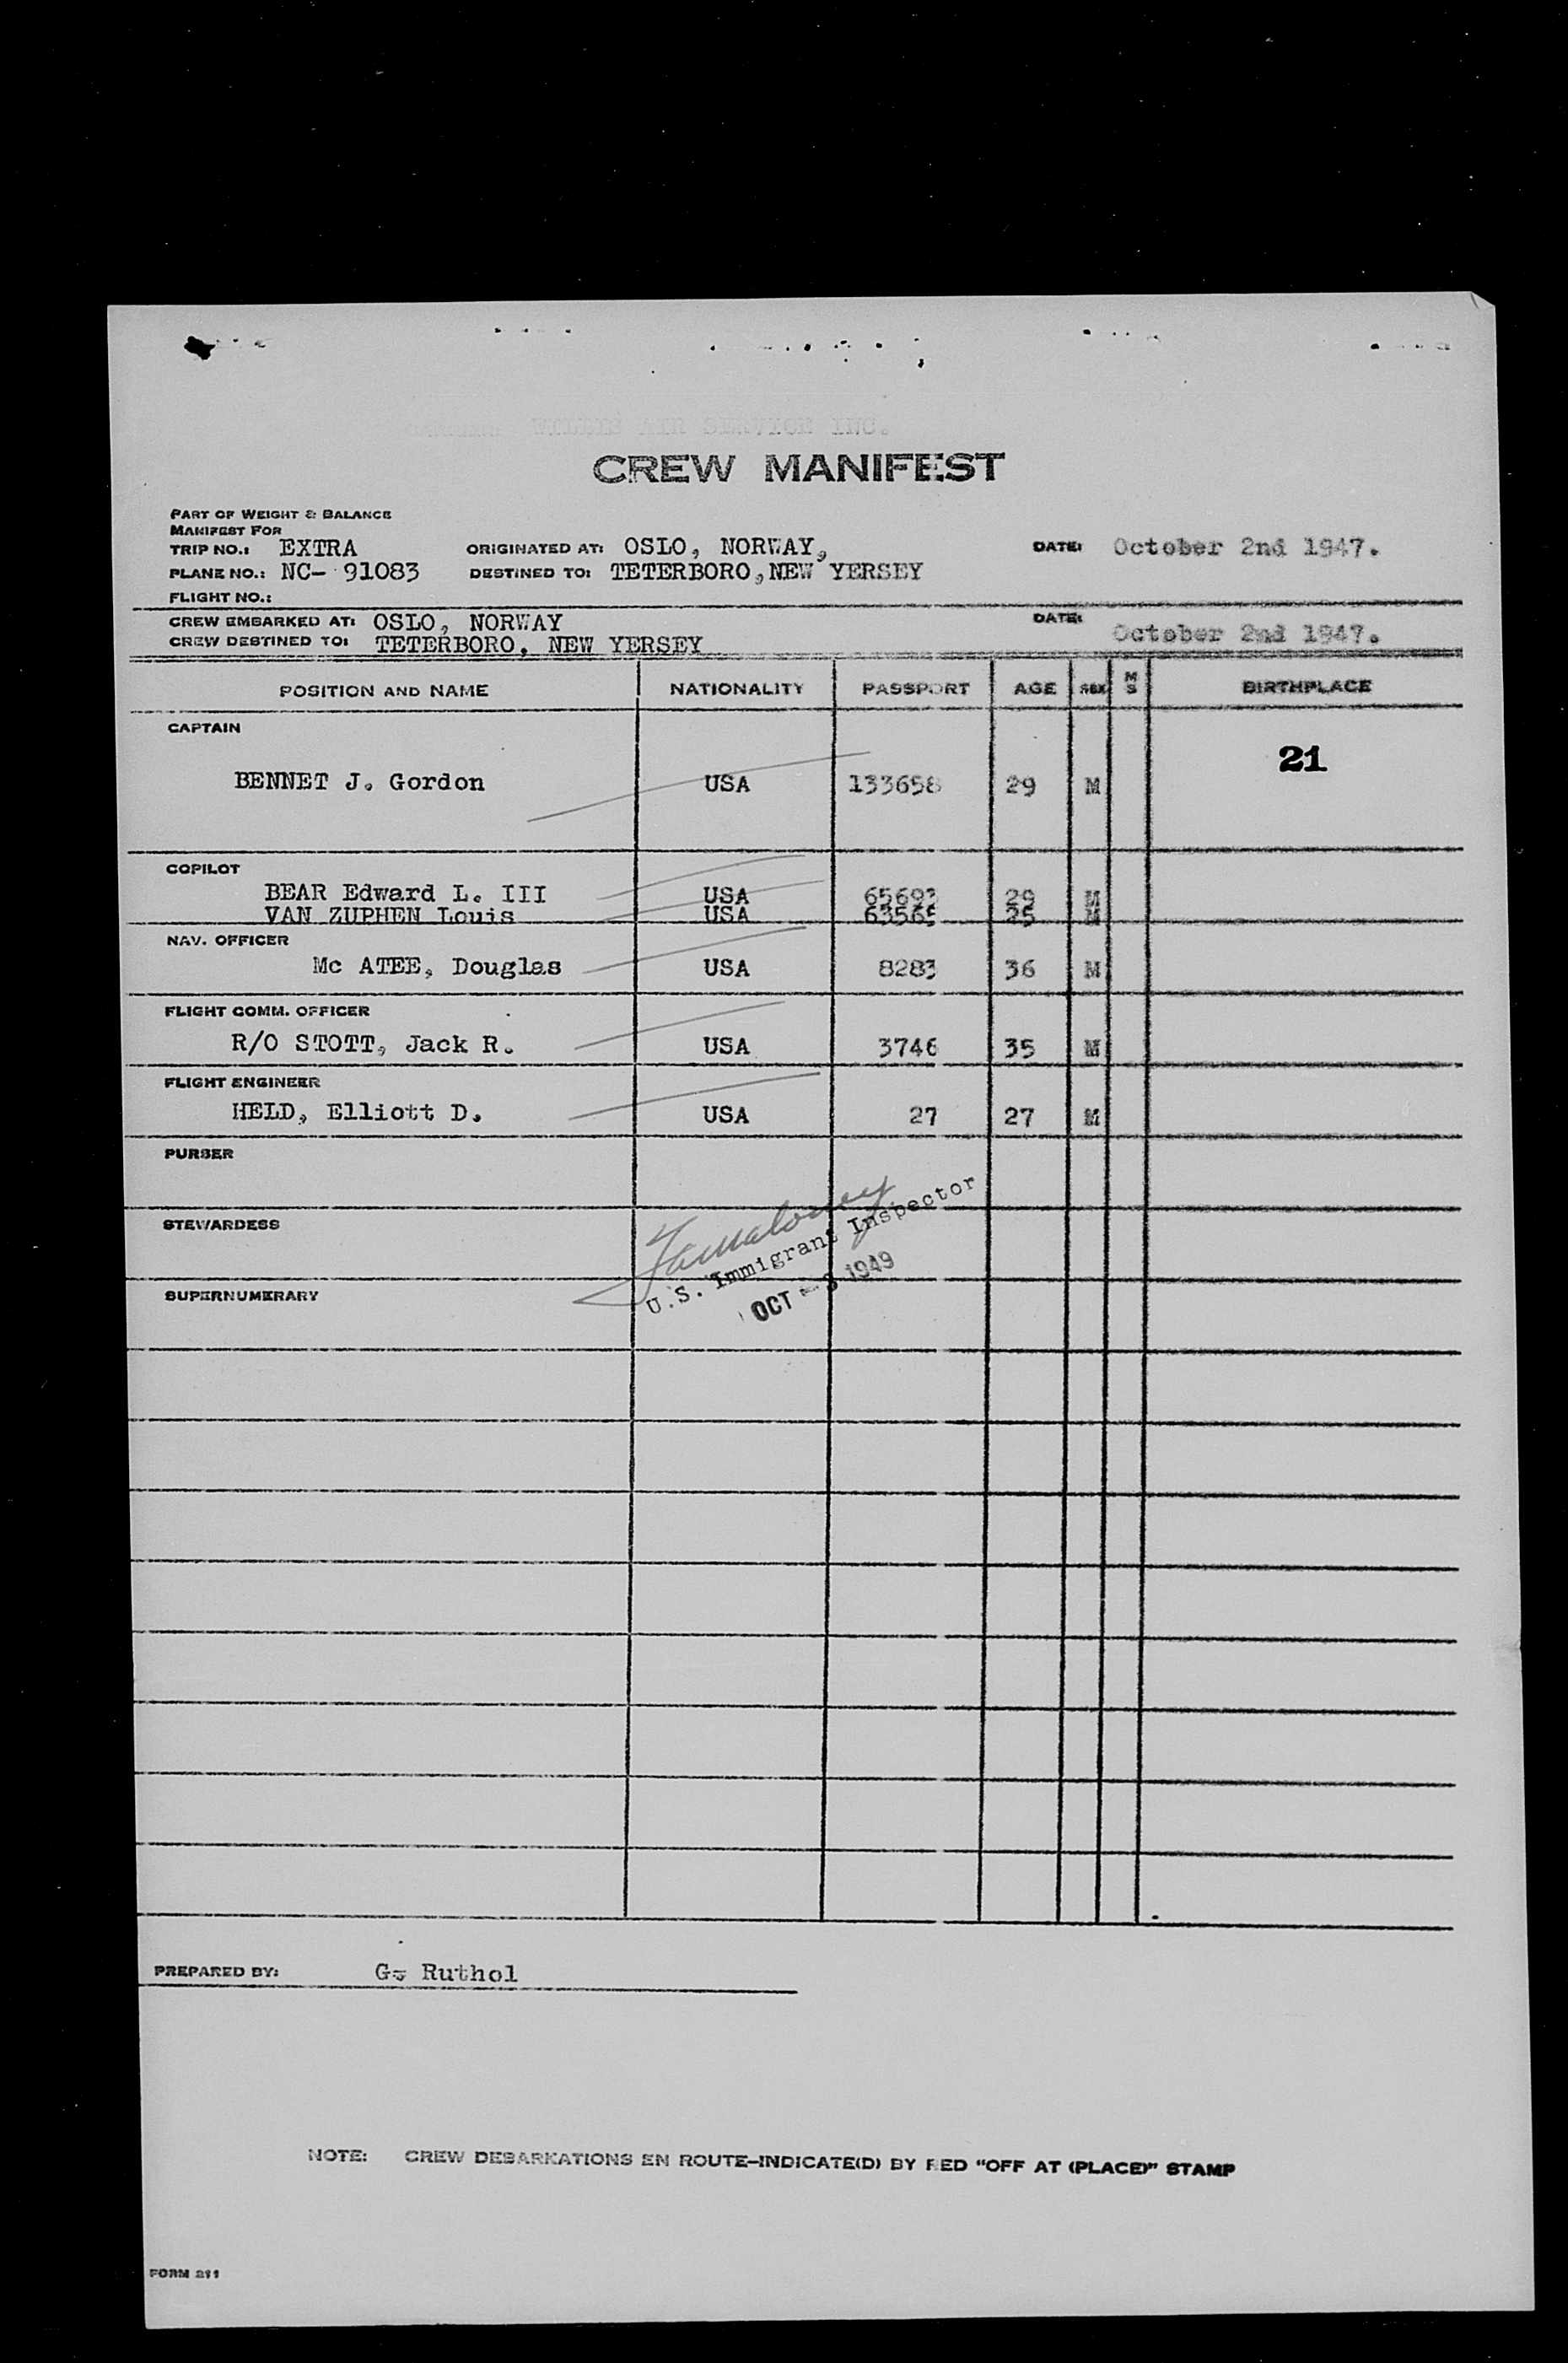 AIR SERVICE INC.
CREW MANIFEST
PART OF WEIGHT & BALANCE
MANIFEST FOR
TRIP NO.: EXTRA ORIGINATED AT: OSLO, NORWAY, DATE: October 2nd 1947.
PLANE NO.: NC- 91083 DESTINED TO: TETERBORO, NEW YERSEY
FLIGHT NO.:
CREW EMBARKED AT: OSLO, NORWAY DATE: October 2nd 1947.
CREW DESTINED TO: TETERBORO, NEW YERSEY
POSITION AND NAME NATIONALITY PASSPORT AGE SEX M S BIRTHPLACE
CAPTAIN
21
BENNET J. Gordon USA 133658 29 M
COPILOT
BEAR Edward L. III USA 65693 29 M
VAN ZUPHEN Louis USA 63565 25 M
NAV. OFFICER
Mc ATEE, Douglas USA 8283 36 M
FLIGHT COMM. OFFICER
R/O STOTT, Jack R. USA 3746 35 M
FLIGHT ENGINEER
HELD, Elliott D. USA 27 27 M
PURSER
STEWARDESS
U.S. Immigrant Inspector
OCT - 3 1949
SUPERNUMERARY
PREPARED BY: G. Ruthol
NOTE: CREW DEBARKATIONS EN ROUTE-INDICATE(D) BY RED "OFF AT (PLACE)" STAMP
FORM 211